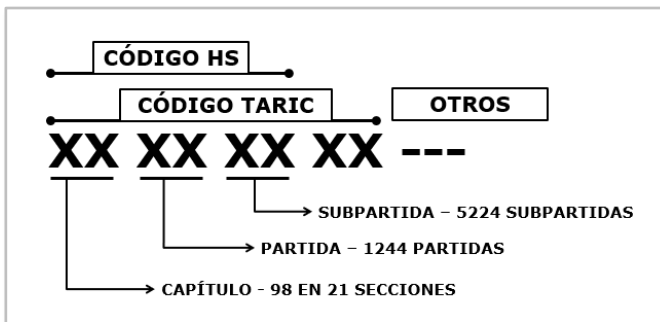 CÓDIGO HS
CÓDIGO TARIC
OTROS
XX XX XX XX ---
SUBPARTIDA – 5224 SUBPARTIDAS
PARTIDA – 1244 PARTIDAS
CAPÍTULO - 98 EN 21 SECCIONES